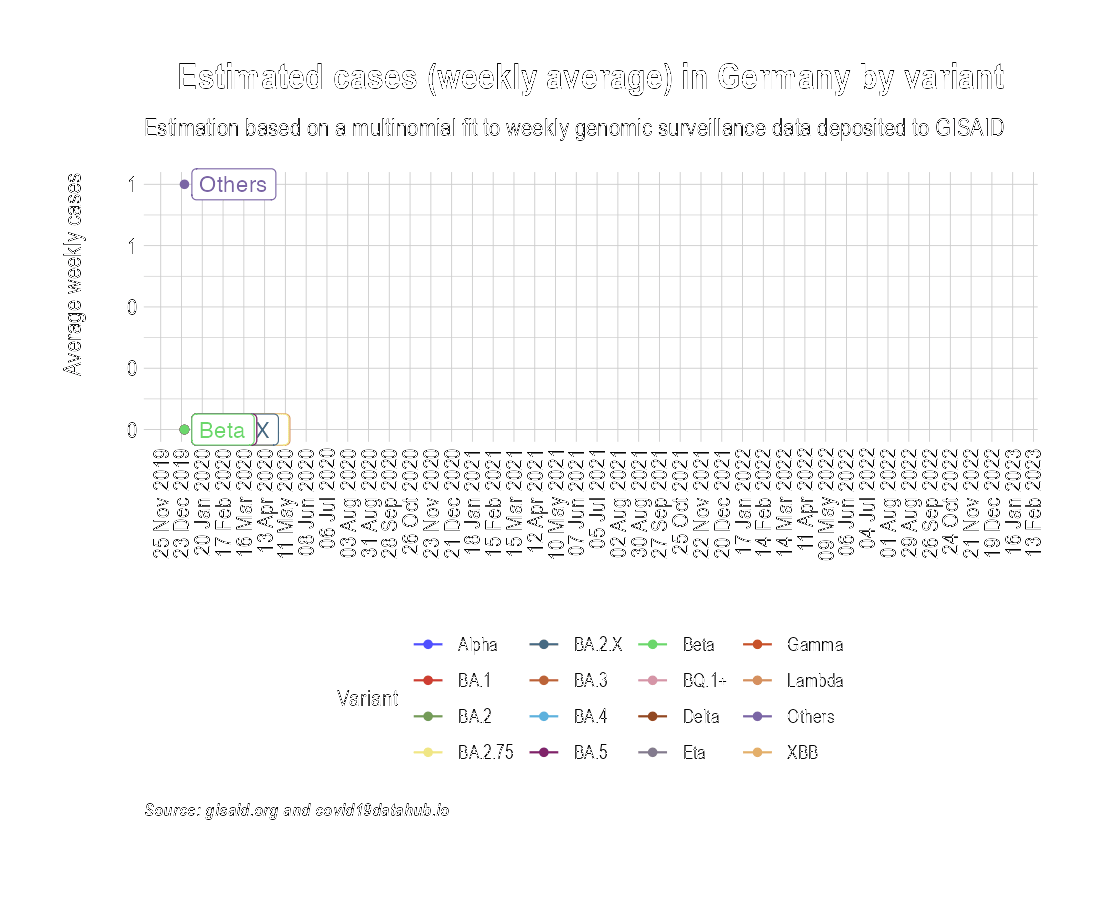 Estimated cases (weekly average) in Germany by variant
Estimation based on a multinomial fit to weekly genomic surveillance data deposited to GISAID
Average weekly cases
1
Others
1
0
0
0
Beta
X
25 Nov 2019
23 Dec 2019
20 Jan 2020
17 Feb 2020
16 Mar 2020
13 Apr 2020
11 May 2020
08 Jun 2020
06 Jul 2020
03 Aug 2020
31 Aug 2020
28 Sep 2020
26 Oct 2020
23 Nov 2020
21 Dec 2020
18 Jan 2021
15 Feb 2021
15 Mar 2021
12 Apr 2021
10 May 2021
07 Jun 2021
05 Jul 2021
02 Aug 2021
30 Aug 2021
27 Sep 2021
25 Oct 2021
22 Nov 2021
20 Dec 2021
17 Jan 2022
14 Feb 2022
14 Mar 2022
11 Apr 2022
09 May 2022
06 Jun 2022
04 Jul 2022
01 Aug 2022
29 Aug 2022
26 Sep 2022
24 Oct 2022
21 Nov 2022
19 Dec 2022
16 Jan 2023
13 Feb 2023
Variant
Alpha
BA.1
BA.2
BA.2.75
BA.2.X
BA.3
BA.4
BA.5
Beta
BQ.1+
Delta
Eta
Gamma
Lambda
Others
XBB
Source: gisaid.org and covid19datahub.io